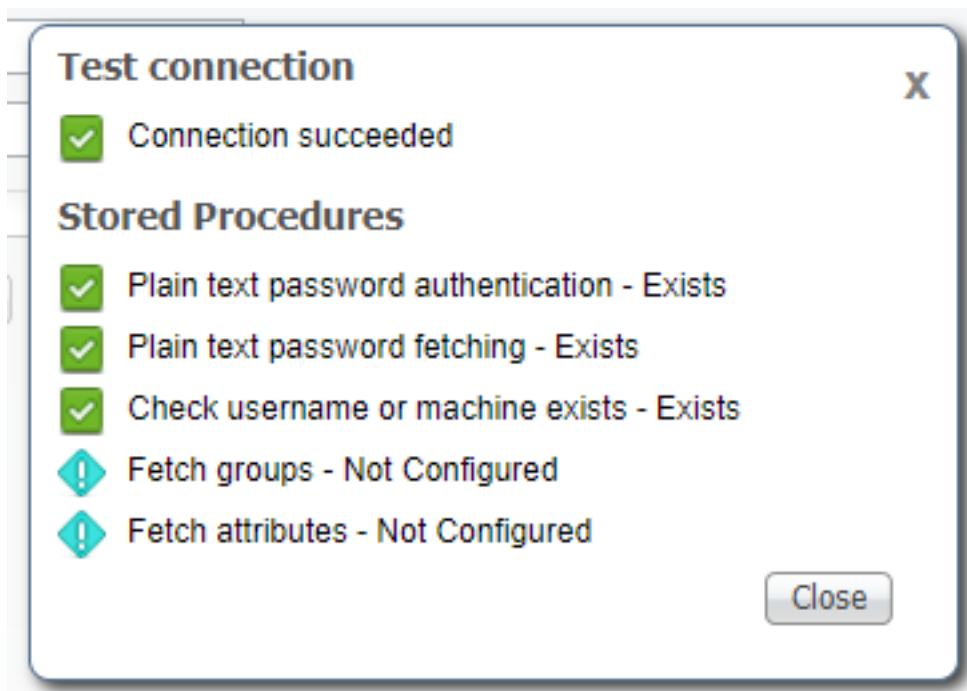 Test connection
X
Connection succeeded
Stored Procedures
Plain text password authentication - Exists
Plain text password fetching - Exists
Check username or machine exists - Exists
Fetch groups - Not Configured
Fetch attributes - Not Configured
Close